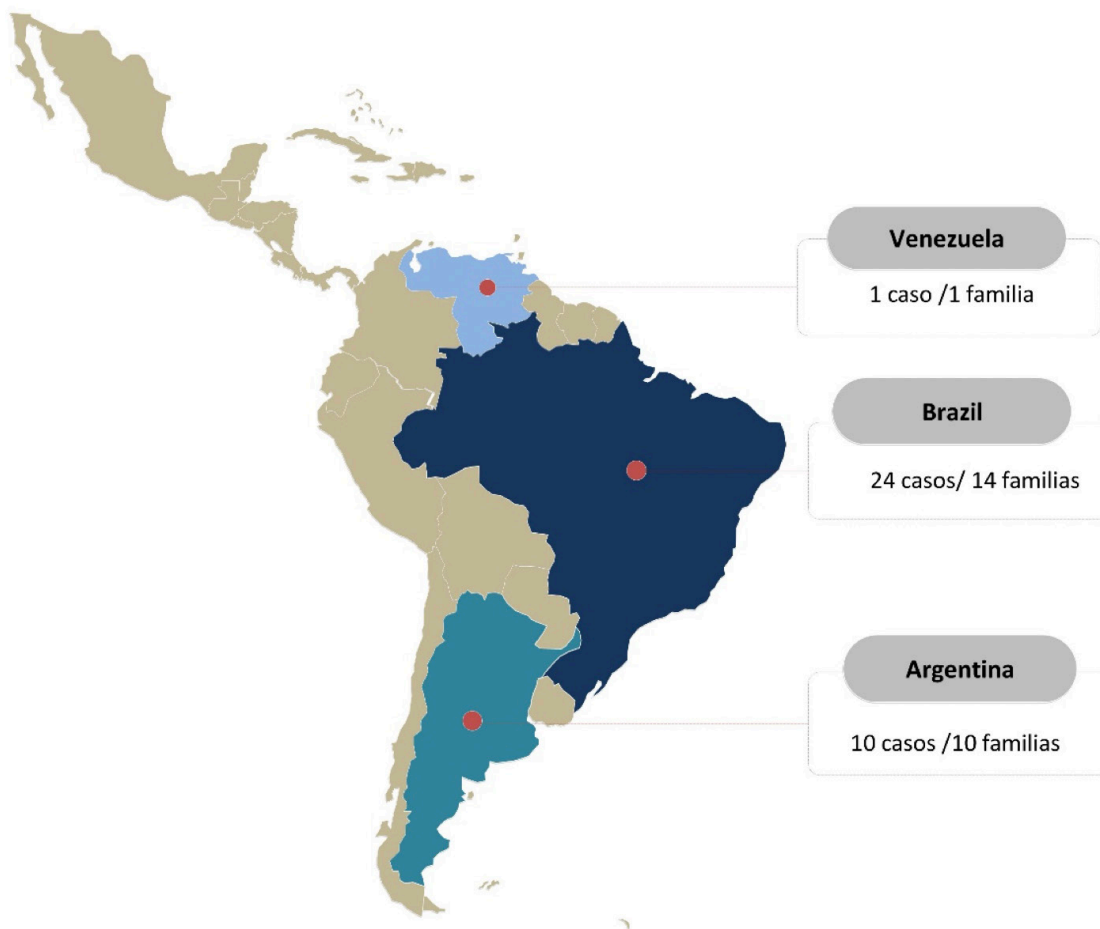 Venezuela
1 caso /1 familia
Brazil
24 casos/ 14 familias
Argentina
10 casos /10 familias